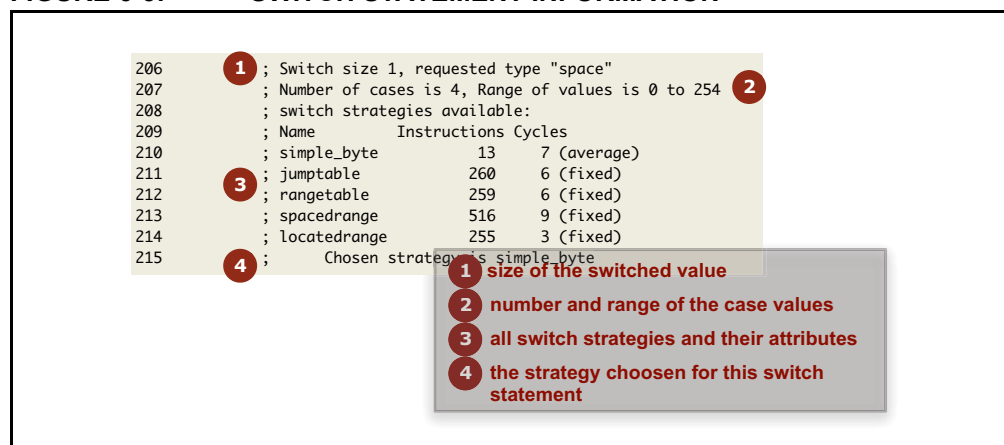 206 1 ; Switch size 1, requested type "space"
207 ; Number of cases is 4, Range of values is 0 to 254 2
208 ; switch strategies available:
209 ; Name Instructions Cycles
210 ; simple_byte 13 7 (average)
211 ; jumptable 260 6 (fixed)
212 3 ; rangetable 259 6 (fixed)
213 ; spacedrange 516 9 (fixed)
214 ; locatedrange 255 3 (fixed)
215 4 ; Chosen strategy is simple_byte
1 size of the switched value
2 number and range of the case values
3 all switch strategies and their attributes
4 the strategy choosen for this switch
statement